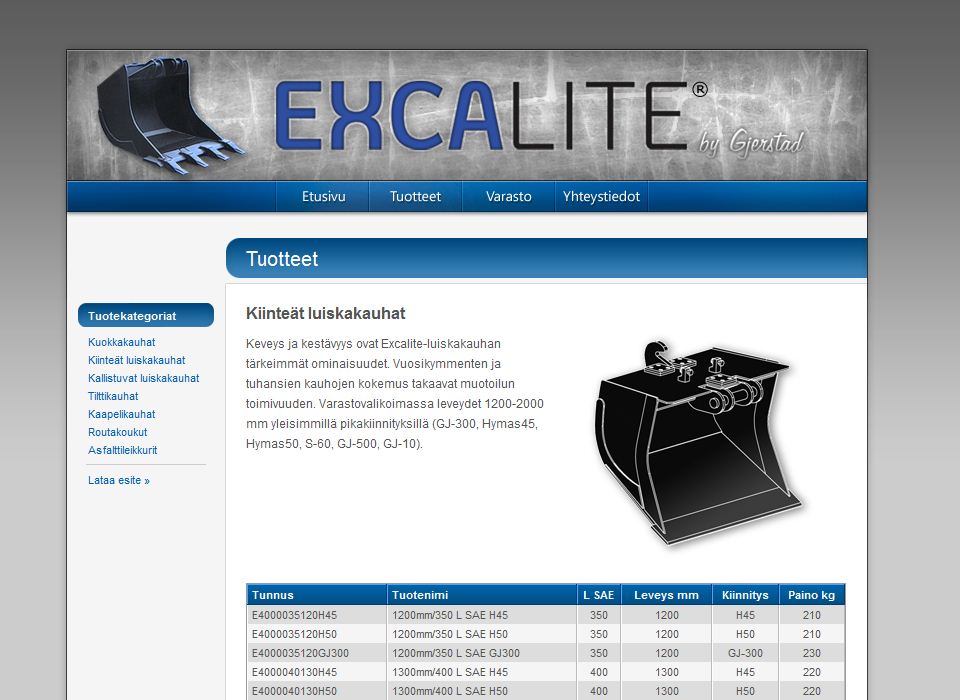 EXCALITE®
by Gjerstad
Etusivu Tuotteet Varasto Yhteystiedot
Tuotteet
Tuotekategoriat
Kuokkakauhat
Kiinteät luiskakauhat
Kallistuvat luiskakauhat
Tilttikauhat
Kaapelikauhat
Routakoukut
Asfalttileikkurit
Lataa esite »
Kiinteät luiskakauhat
Keveys ja kestävyys ovat Excalite-luiskakauhan
tärkeimmät ominaisuudet. Vuosikymmenten ja
tuhansien kauhojen kokemus takaavat muotoilun
toimivuuden. Varastovalikoimassa leveydet 1200-2000
mm yleisimmillä pikakiinnityksillä (GJ-300, Hymas45,
Hymas50, S-60, GJ-500, GJ-10).
Tunnus Tuotenimi L SAE Leveys mm Kiinnitys Paino kg
E4000035120H45 1200mm/350 L SAE H45 350 1200 H45 210
E4000035120H50 1200mm/350 L SAE H50 350 1200 H50 210
E4000035120GJ300 1200mm/350 L SAE GJ300 350 1200 GJ-300 230
E4000040130H45 1300mm/400 L SAE H45 400 1300 H45 220
E4000040130H50 1300mm/400 L SAE H50 400 1300 H50 220